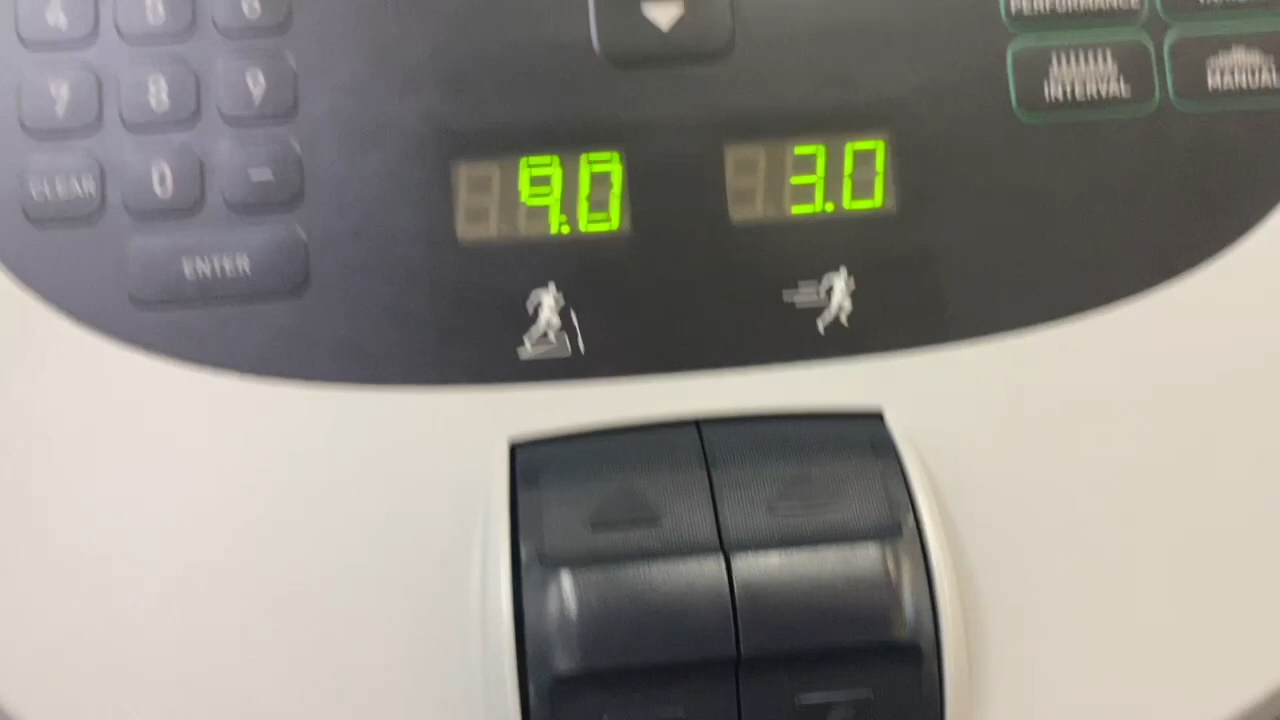 PERFORMANCE
7 8 9
INTERVAL
MANUAL
9.0
3.0
CLEAR 0
ENTER